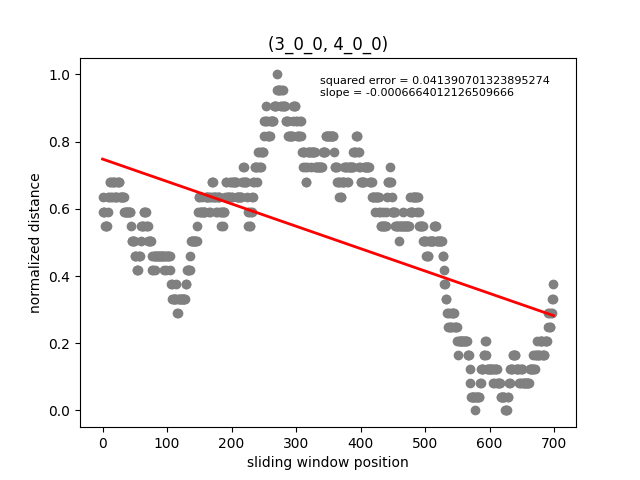 (3_0_0, 4_0_0)
squared error = 0.041390701323895274
slope = -0.0006664012126509666
normalized distance
1.0
0.8
0.6
0.4
0.2
0.0
0 100 200 300 400 500 600 700
sliding window position